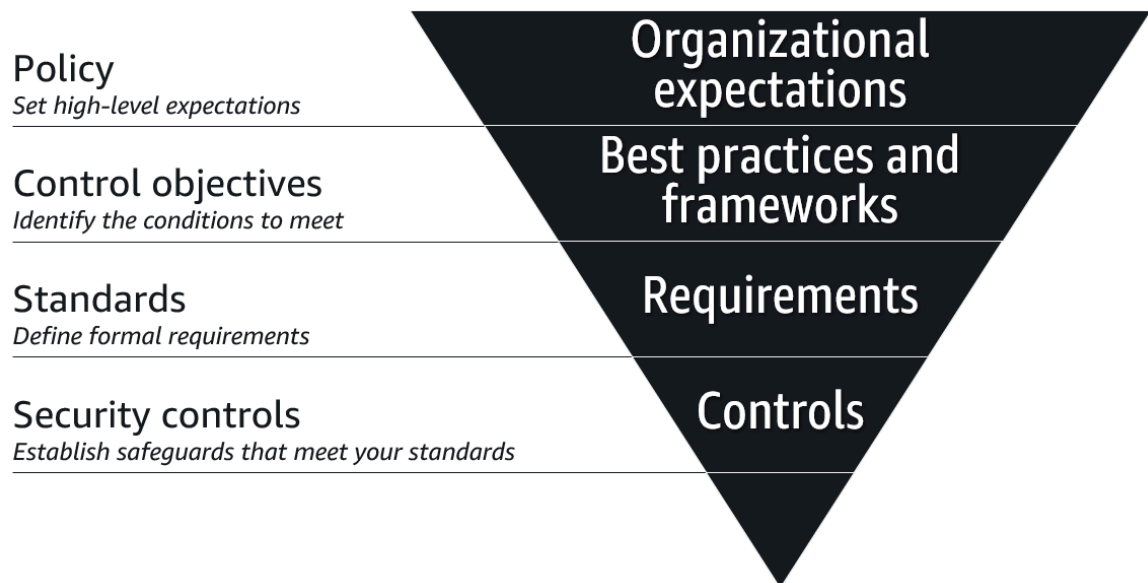 Policy
Set high-level expectations
Organizational
expectations
Control objectives
Identify the conditions to meet
Best practices and
frameworks
Standards
Define formal requirements
Requirements
Security controls
Establish safeguards that meet your standards
Controls